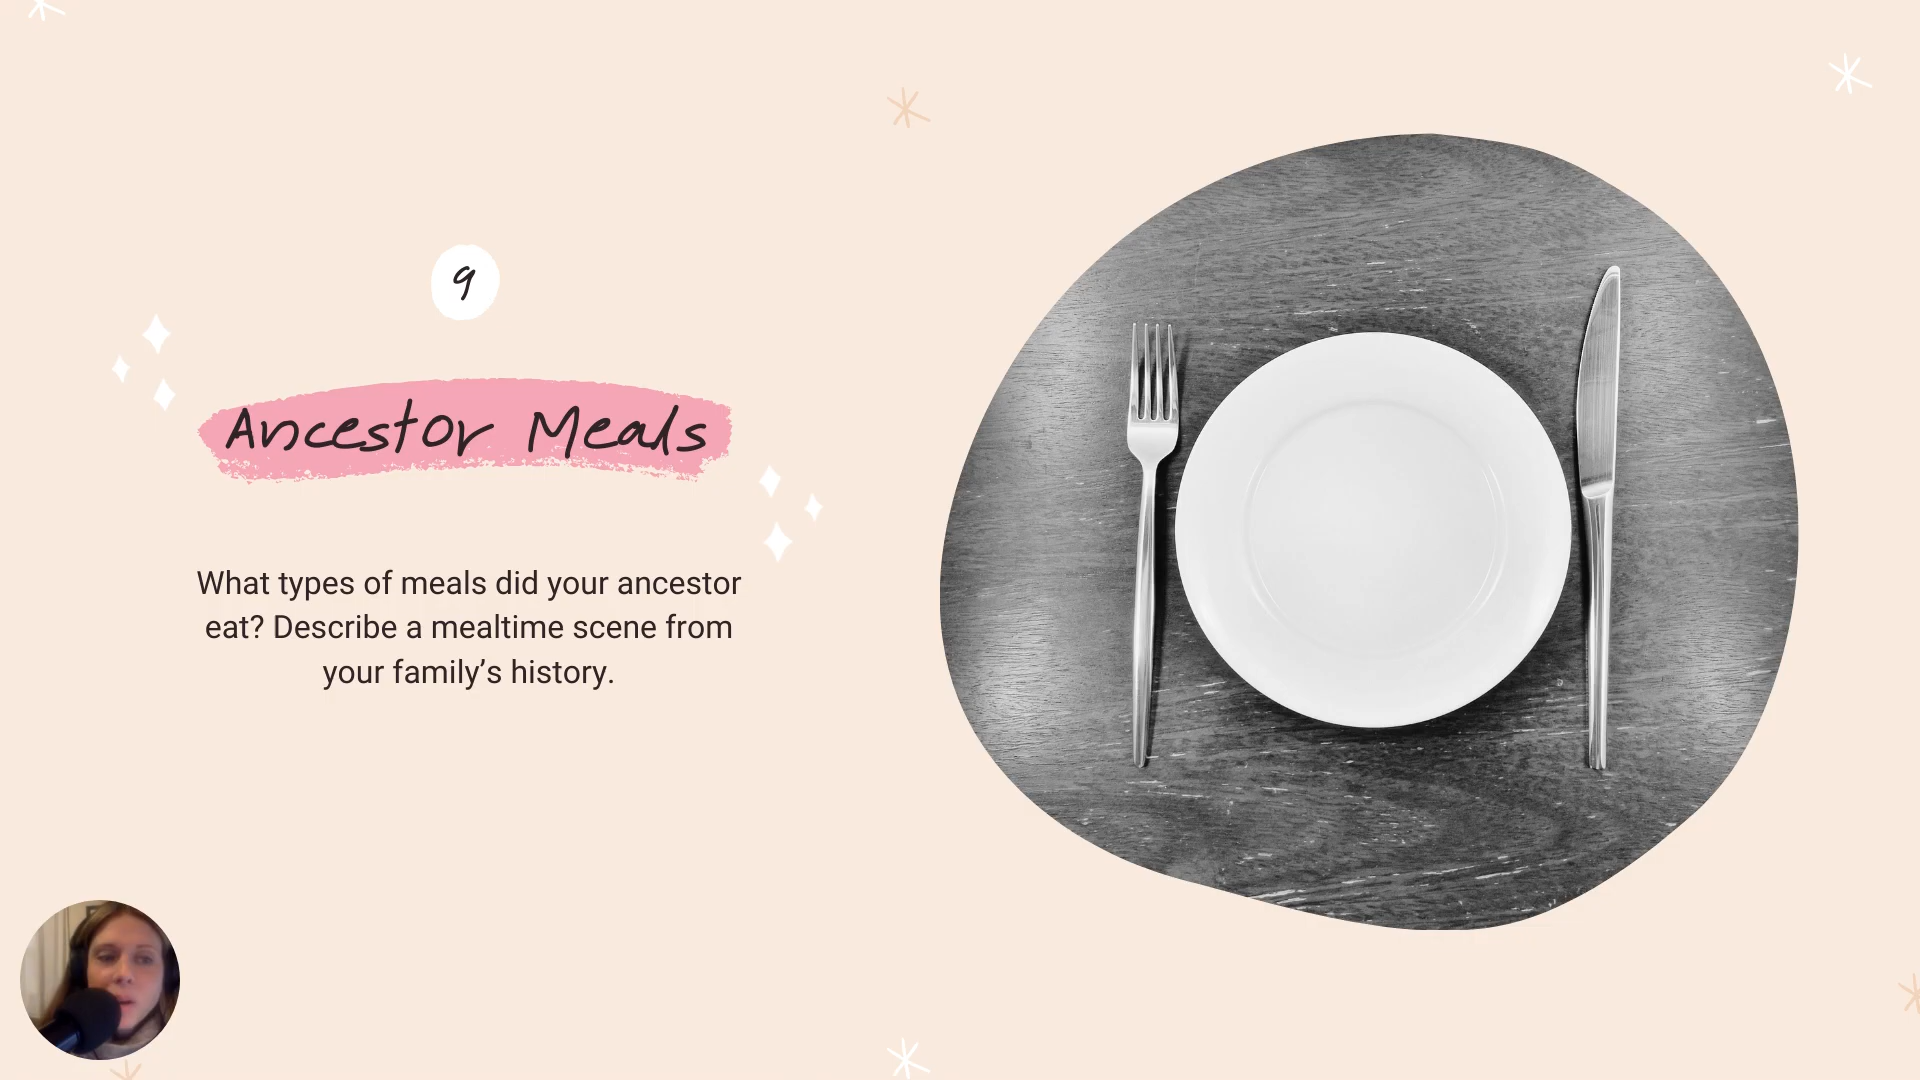 9
Ancestor Meals
What types of meals did your ancestor
eat? Describe a mealtime scene from
your family’s history.